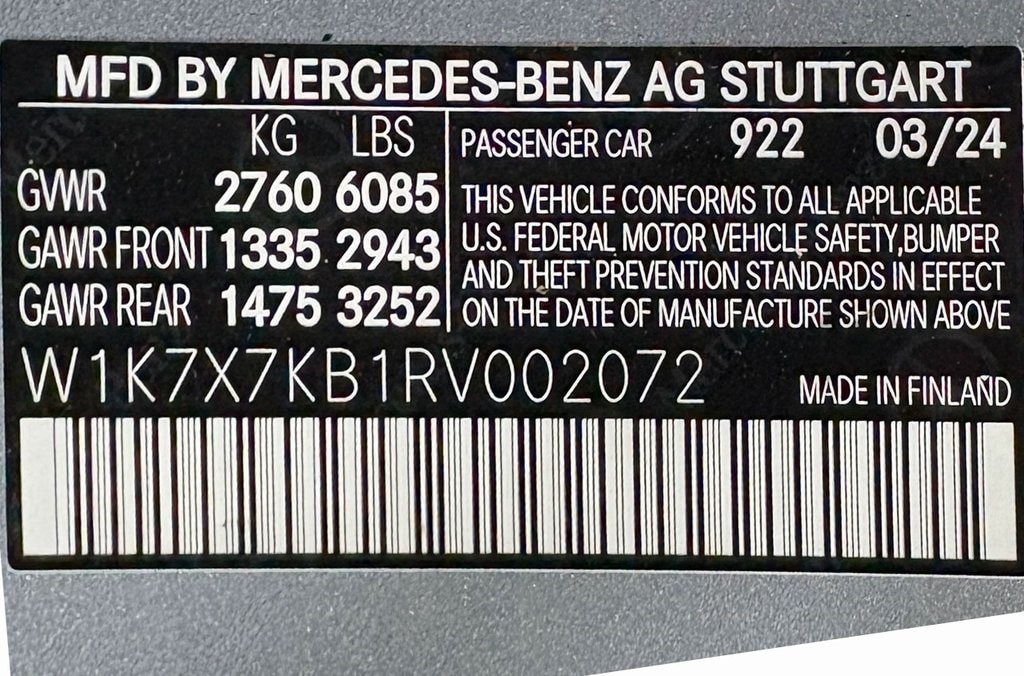 MFD BY MERCEDES-BENZ AG STUTTGART
KG LBS
GVWR 2760 6085
GAWR FRONT 1335 2943
GAWR REAR 1475 3252
PASSENGER CAR 922 03/24
THIS VEHICLE CONFORMS TO ALL APPLICABLE
U.S. FEDERAL MOTOR VEHICLE SAFETY,BUMPER
AND THEFT PREVENTION STANDARDS IN EFFECT
ON THE DATE OF MANUFACTURE SHOWN ABOVE
W1K7X7KB1RV002072
MADE IN FINLAND